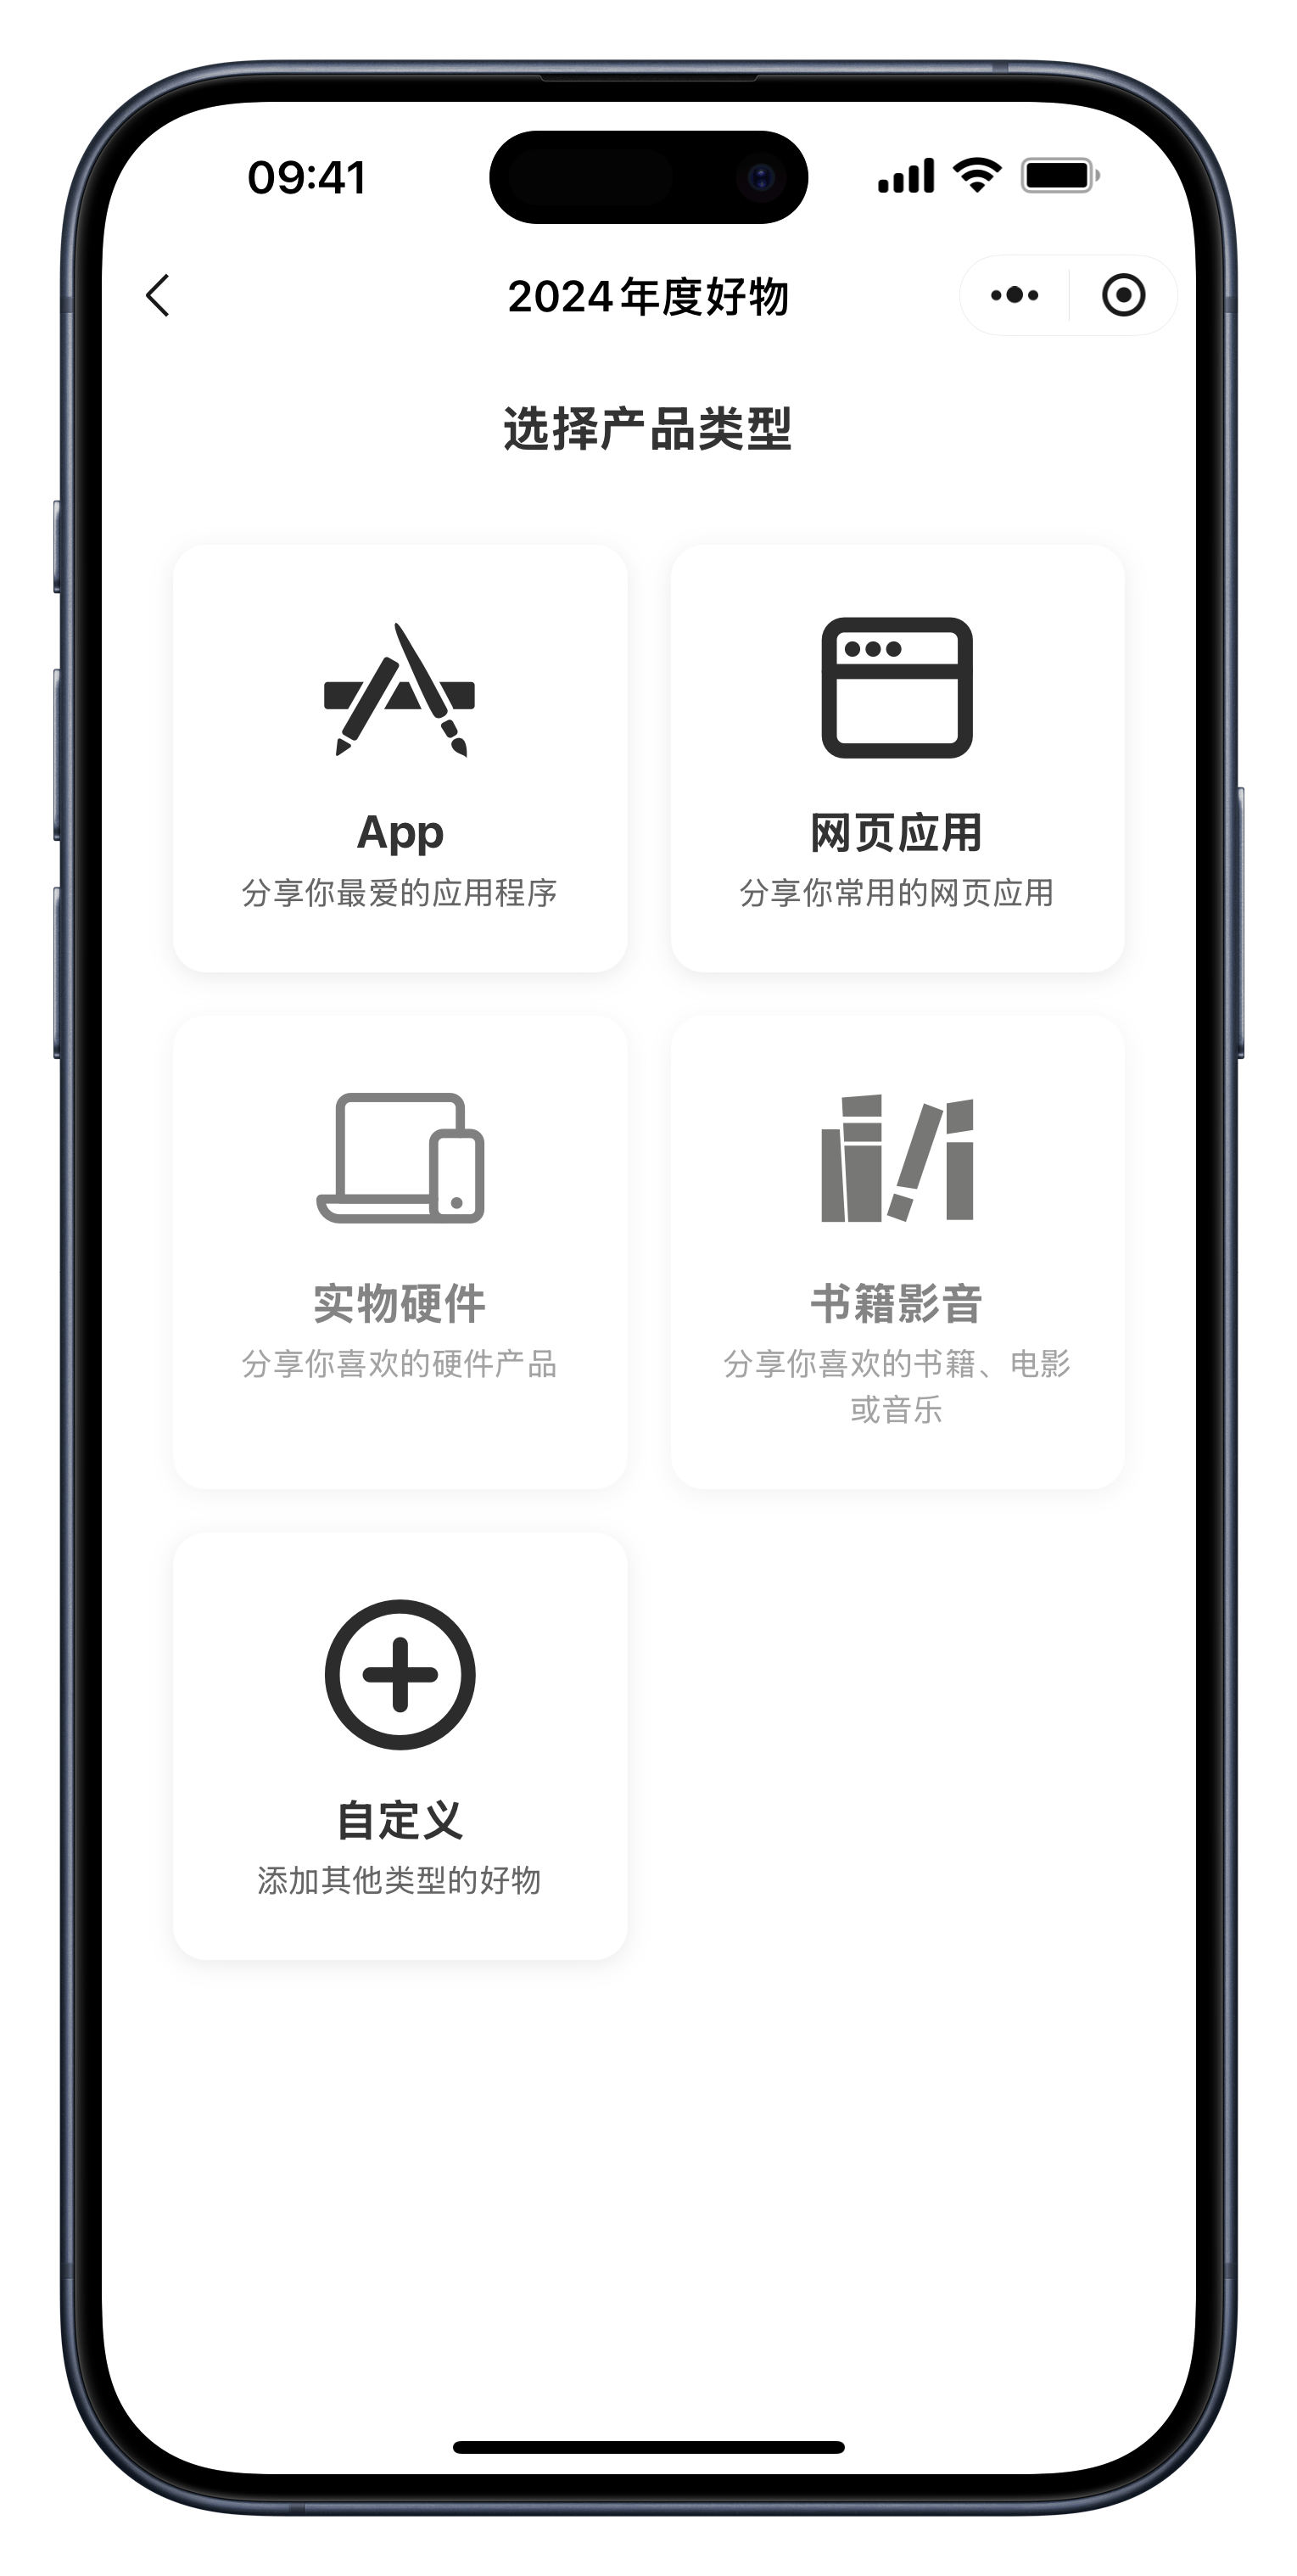 09:41
2024年度好物
选择产品类型
App
分享你最爱的应用程序
网页应用
分享你常用的网页应用
实物硬件
分享你喜欢的硬件产品
书籍影音
分享你喜欢的书籍、电影
或音乐
自定义
添加其他类型的好物